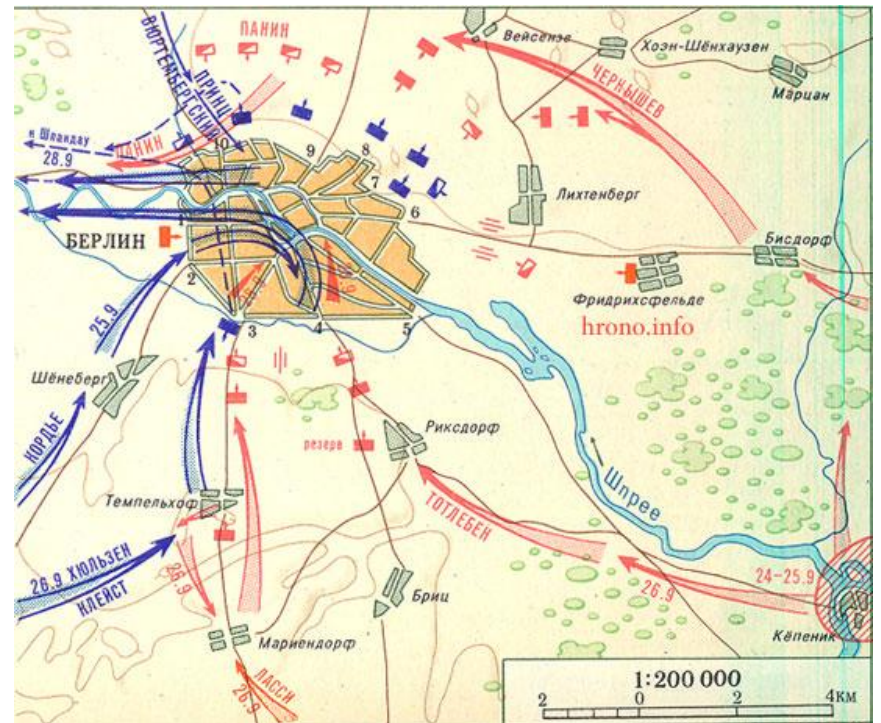 ВЮРТЕМБЕРГСКИЙ
ПРИНЦ
ПАНИН
Вейсензе
Хоэн-Шёнхаузен
Марцан
ЧЕРНЫШЕВ
к Шпандау
28.9
ПАНИН
10
9
8
7
6
Лихтенберг
БЕРЛИН
1
2
3
4
5
Бисдорф
Фридрихсфельде
hrono.info
25.9
Шёнеберг
КОРДЬЕ
резерв
Риксдорф
Шпрее
Темпельхоф
ТОТЛЕБЕН
26.9
24–25.9
Кёпеник
26.9 ХЮЛЬЗЕН
КЛЕЙСТ
26.9
Бриц
Мариендорф
ЛАССИ
26.9
1:200 000
2 0 2 4км